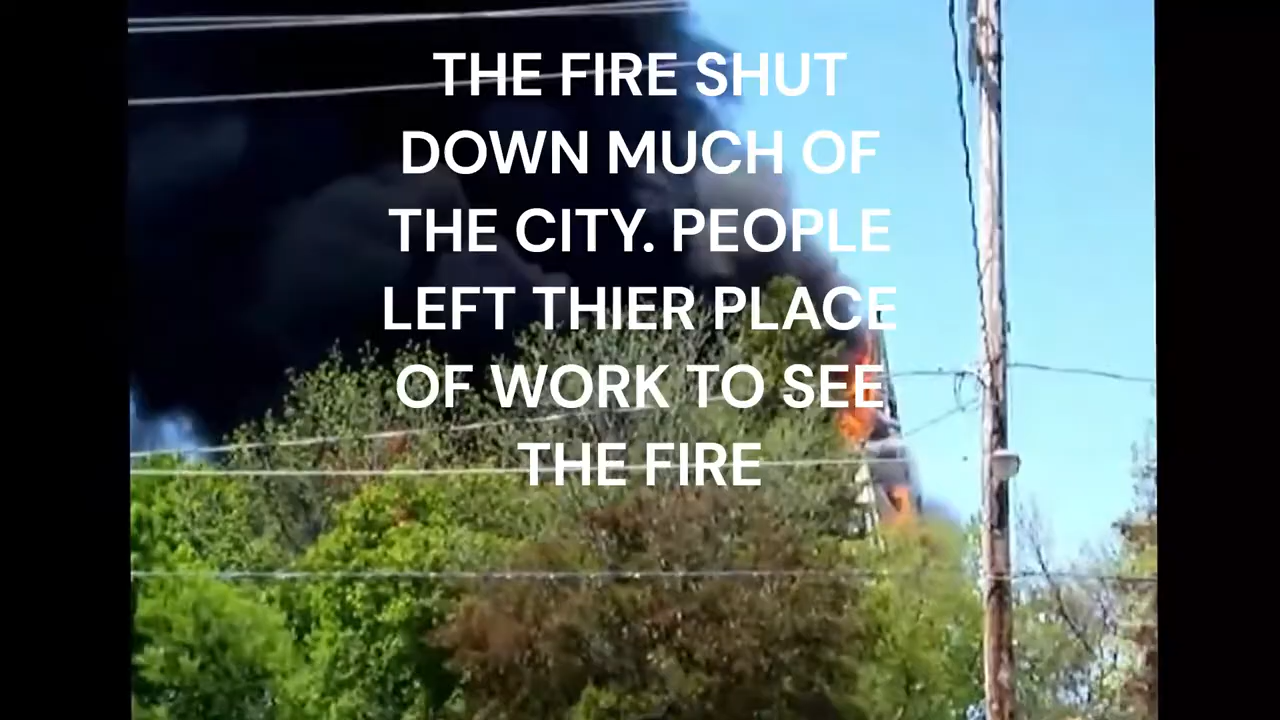 THE FIRE SHUT
DOWN MUCH OF
THE CITY. PEOPLE
LEFT THIER PLACE
OF WORK TO SEE
THE FIRE